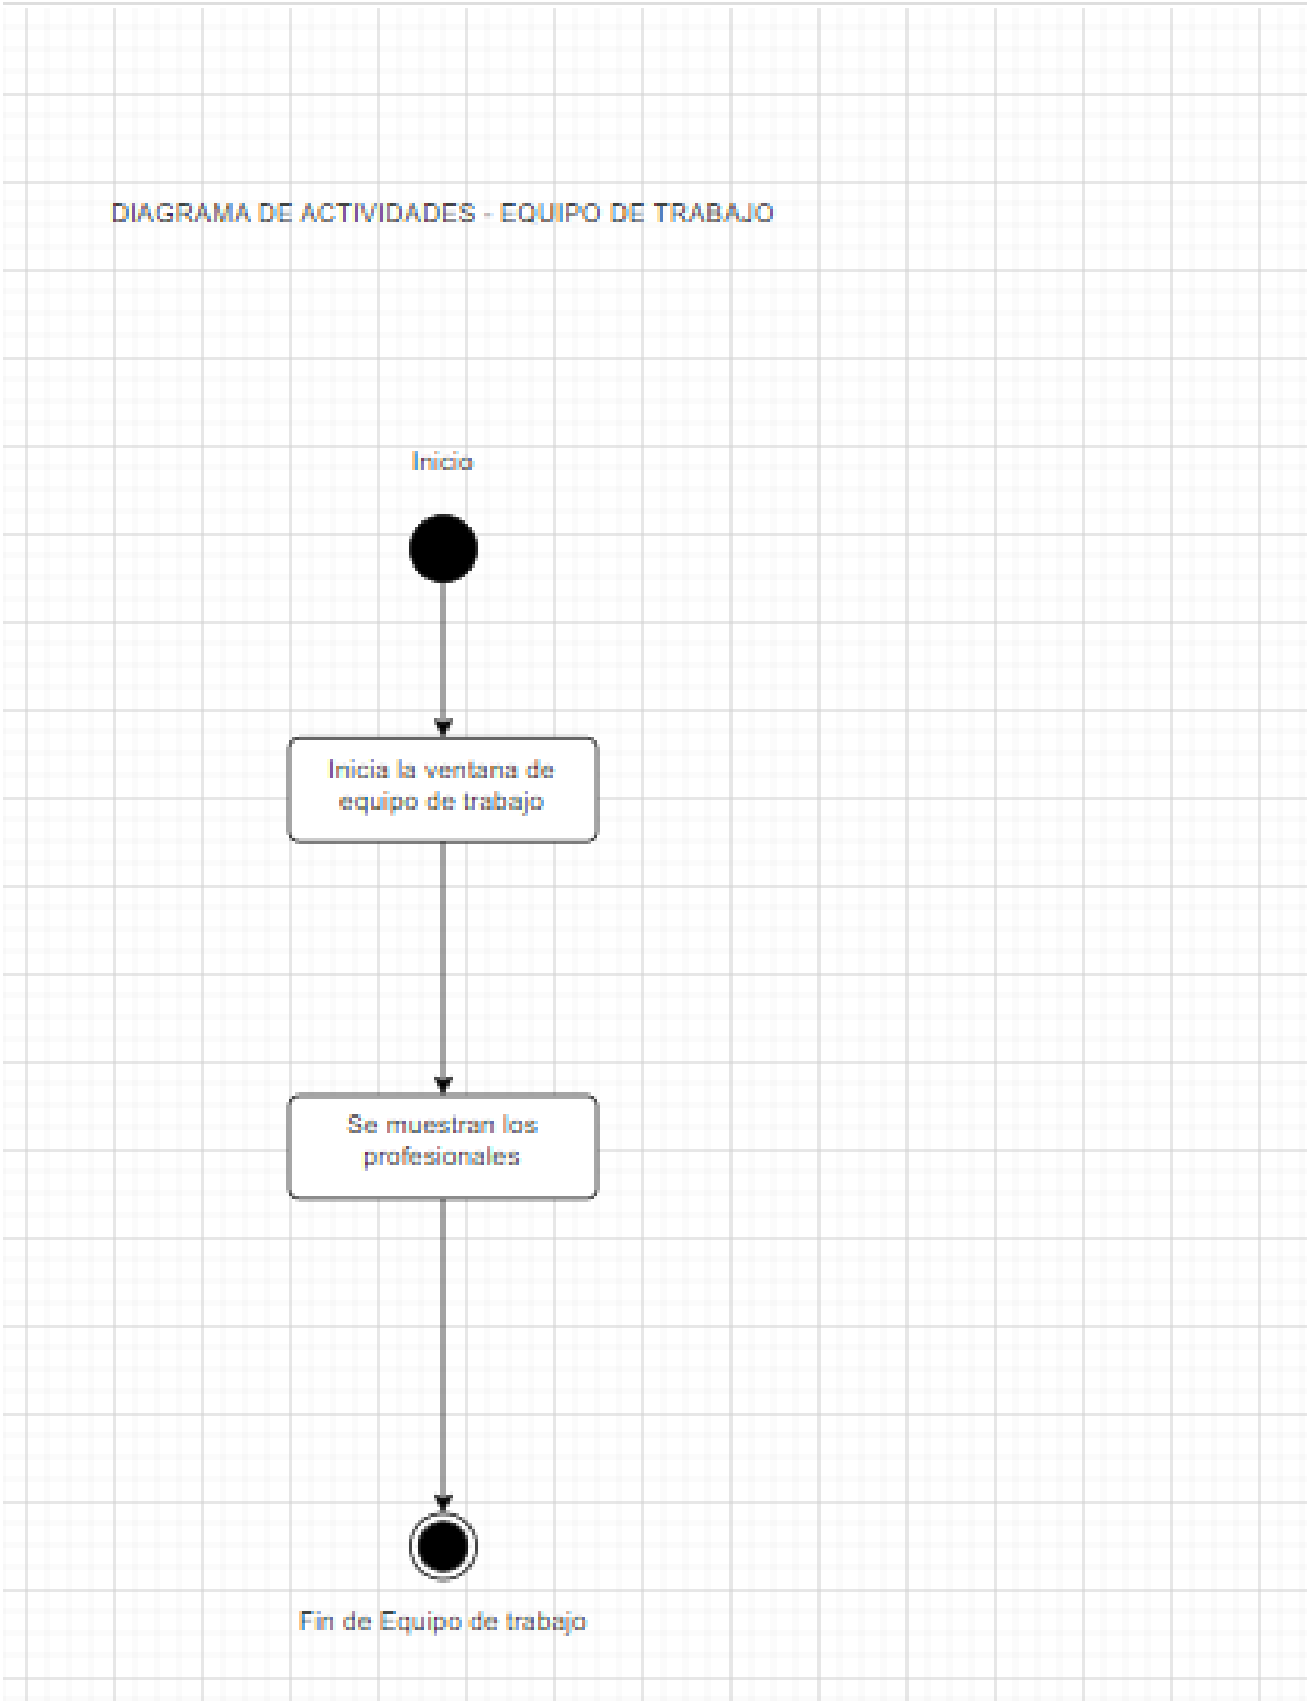 DIAGRAMA DE ACTIVIDADES - EQUIPO DE TRABAJO
Inicio
Inicia la ventana de
equipo de trabajo
Se muestran los
profesionales
Fin de Equipo de trabajo